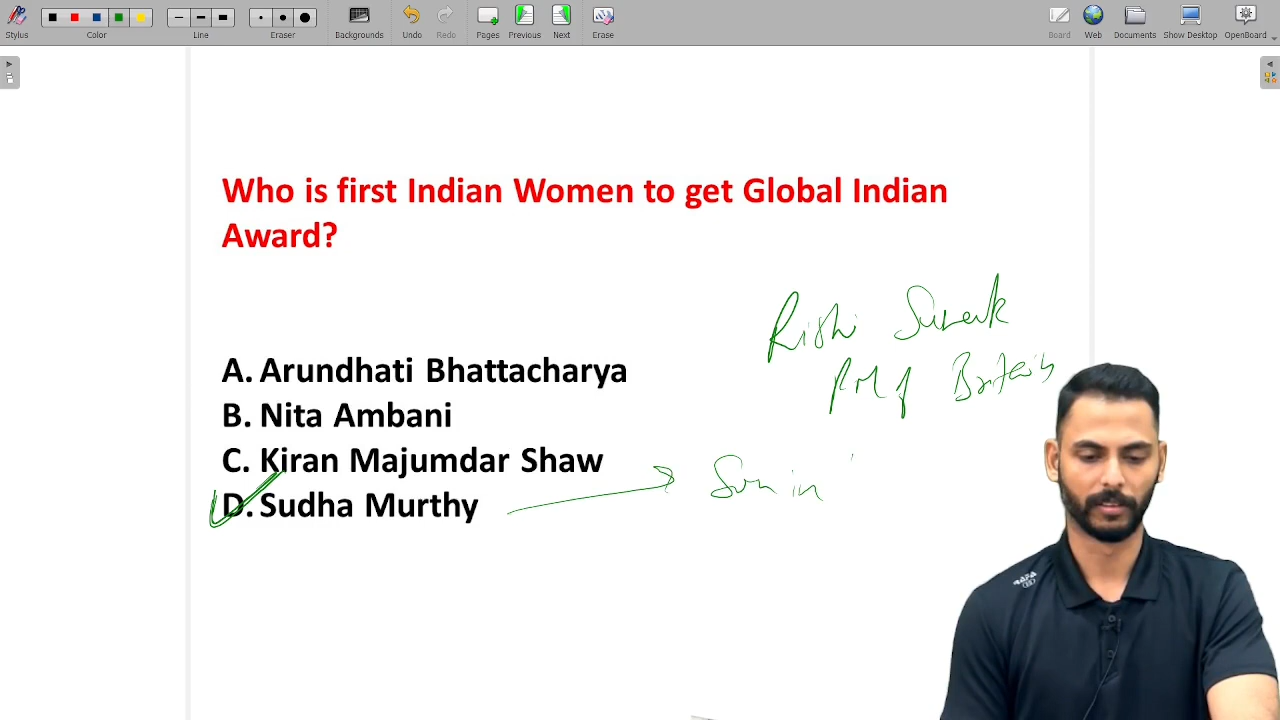 Stylus
Color
Line
Eraser
Backgrounds
Undo
Redo
Pages
Previous
Next
Erase
Board
Web
Documents
Show Desktop
OpenBoard
Who is first Indian Women to get Global Indian
Award?
Rishi Sunak
PM of Britain
A. Arundhati Bhattacharya
B. Nita Ambani
C. Kiran Majumdar Shaw
D. Sudha Murthy
Son in